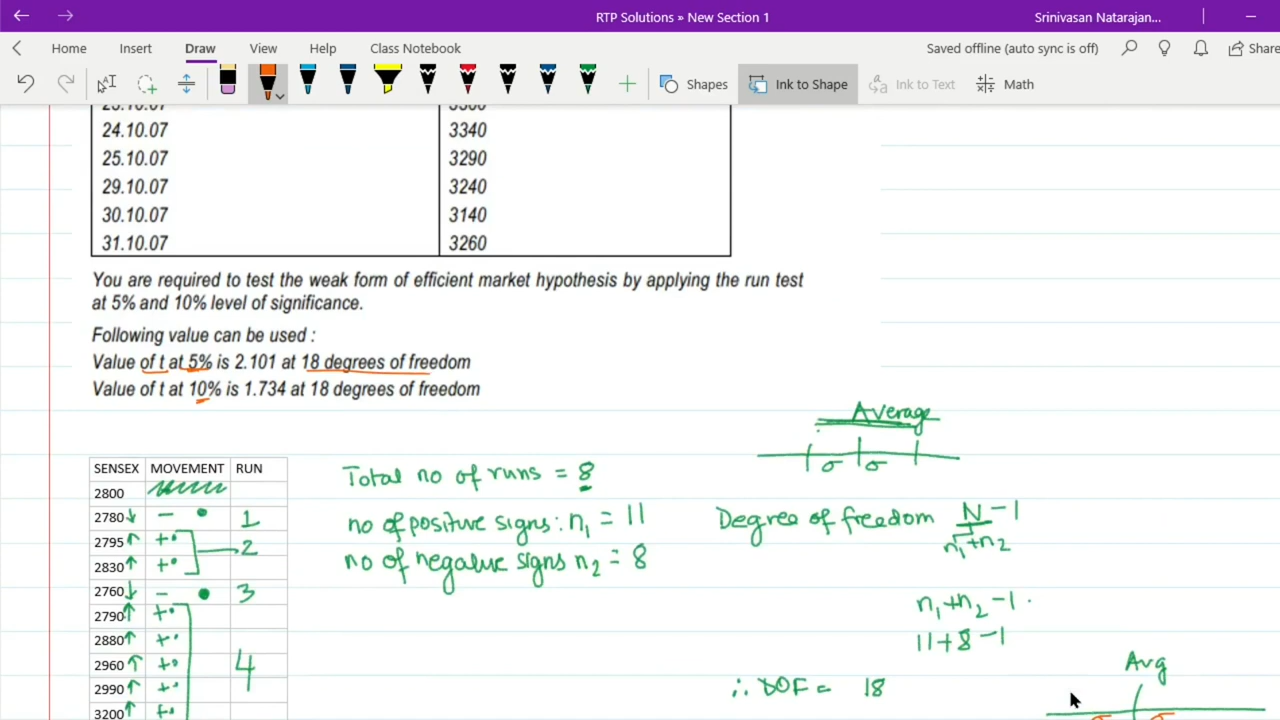 RTP Solutions » New Section 1
Srinivasan Natarajan...
Home Insert Draw View Help Class Notebook
Saved offline (auto sync is off)
Share
Shapes Ink to Shape Ink to Text Math
24.10.07 3340
25.10.07 3290
29.10.07 3240
30.10.07 3140
31.10.07 3260
You are required to test the weak form of efficient market hypothesis by applying the run test
at 5% and 10% level of significance.
Following value can be used :
Value of t at 5% is 2.101 at 18 degrees of freedom
Value of t at 10% is 1.734 at 18 degrees of freedom
Average
σ σ
SENSEX MOVEMENT RUN
2800
2780 ↓ - 1
2795 ↑ +
2
2830 ↑ +
2760 ↓ - 3
2790 ↑ +
2880 ↑ +
2960 ↑ + 4
2990 ↑ +
3200 ↑ +
Total no of runs = 8
no of positive signs: n1 = 11
no of negative signs n2 = 8
Degree of freedom N - 1
n1+n2
n1+n2 -1
11+8 -1
∴ DOF = 18
Avg
σ σ